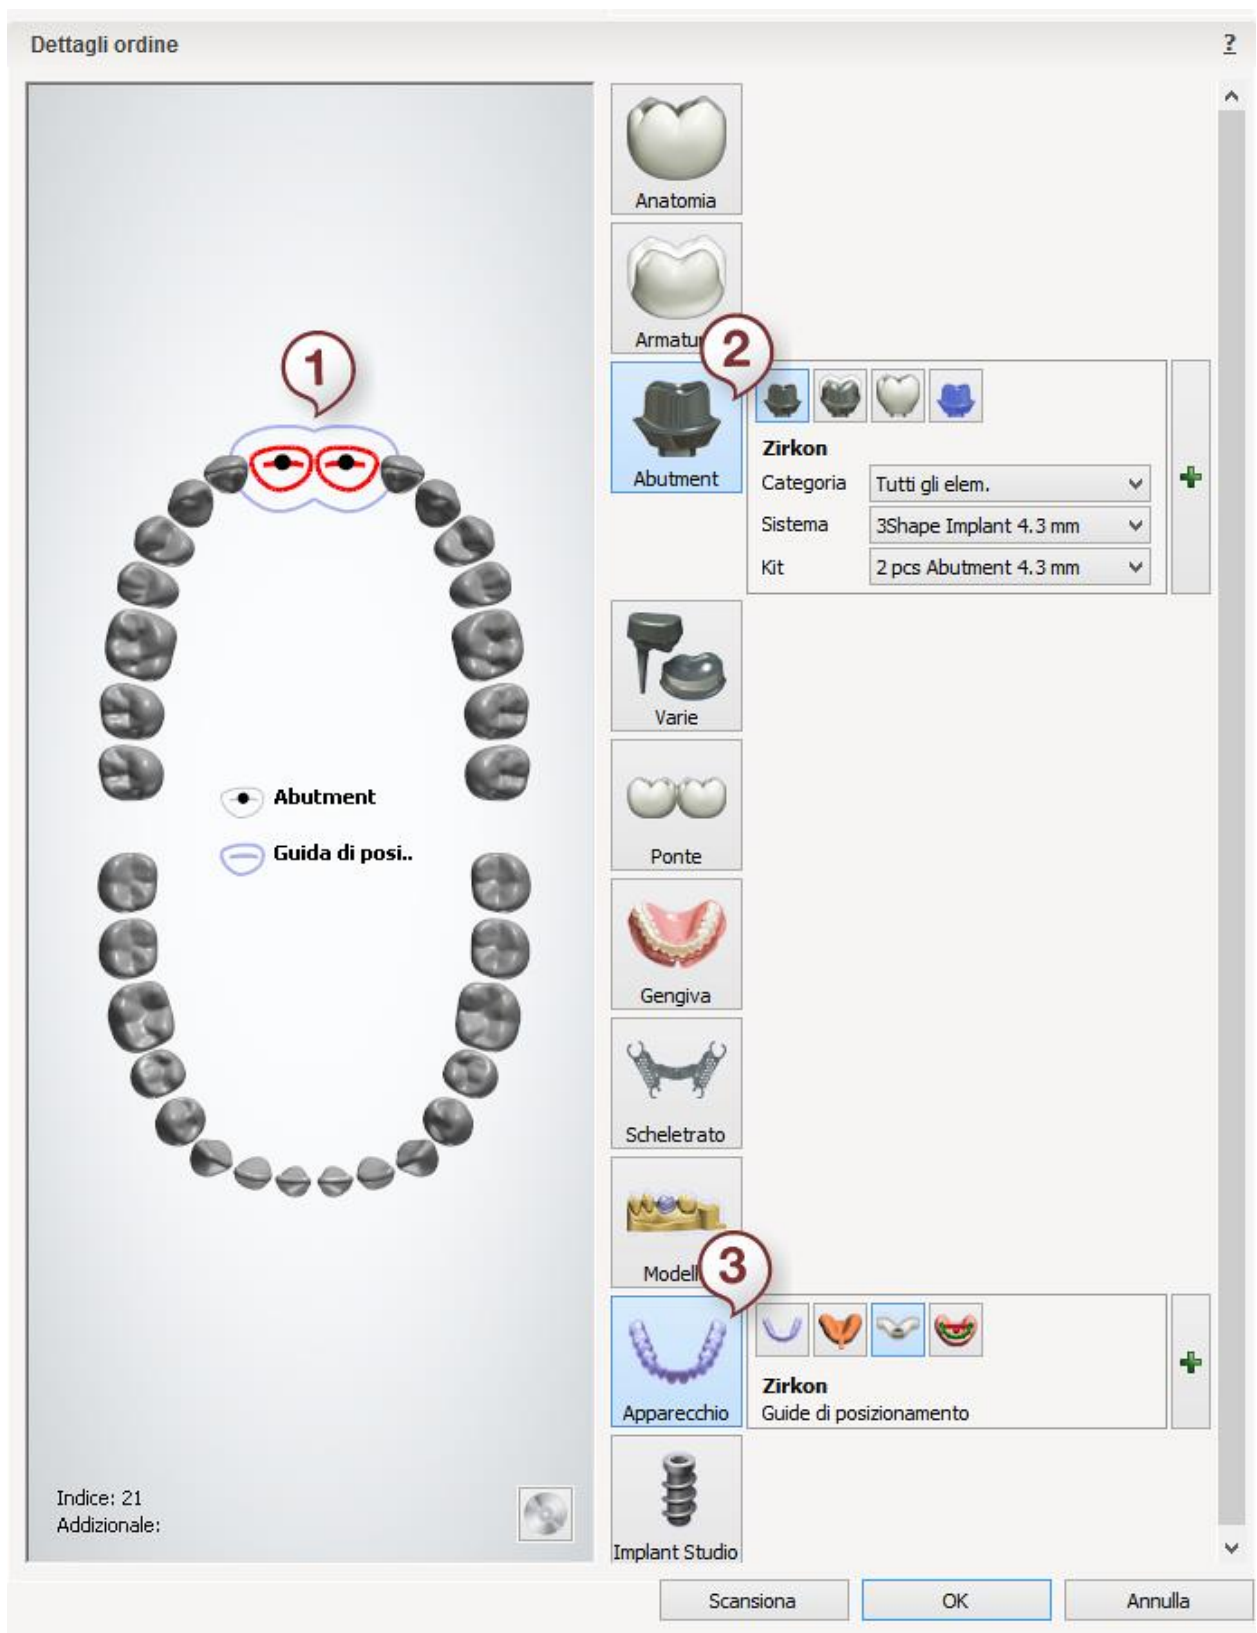 Dettagli ordine
?
1
Abutment
Guida di posi..
Indice: 21
Addizionale:
Anatomia
Armatu
2
Abutment
Zirkon
Categoria Tutti gli elem.
Sistema 3Shape Implant 4.3 mm
Kit 2 pcs Abutment 4.3 mm
Varie
Ponte
Gengiva
Scheletrato
Modell
3
Apparecchio
Zirkon
Guide di posizionamento
Implant Studio
Scansiona
OK
Annulla